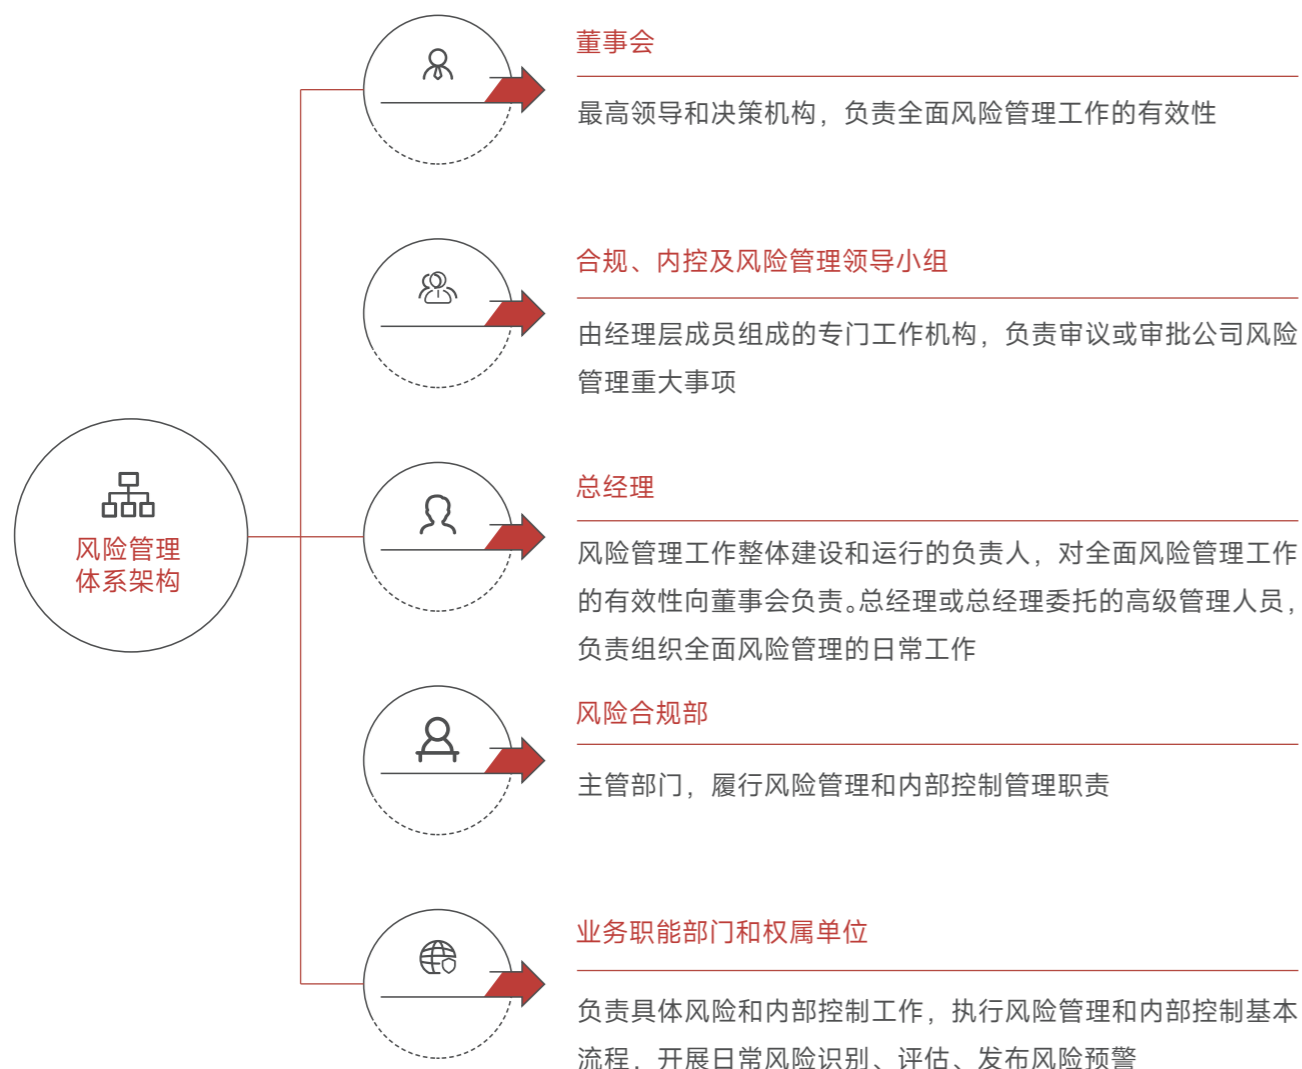 董事会
最高领导和决策机构，负责全面风险管理工作的有效性
合规、内控及风险管理领导小组
由经理层成员组成的专门工作机构，负责审议或审批公司风险
管理重大事项
风险管理
体系架构
总经理
风险管理工作整体建设和运行的负责人，对全面风险管理工作
的有效性向董事会负责。总经理或总经理委托的高级管理人员，
负责组织全面风险管理的日常工作
风险合规部
主管部门，履行风险管理和内部控制管理职责
业务职能部门和权属单位
负责具体风险和内部控制工作，执行风险管理和内部控制基本
流程，开展日常风险识别、评估、发布风险预警